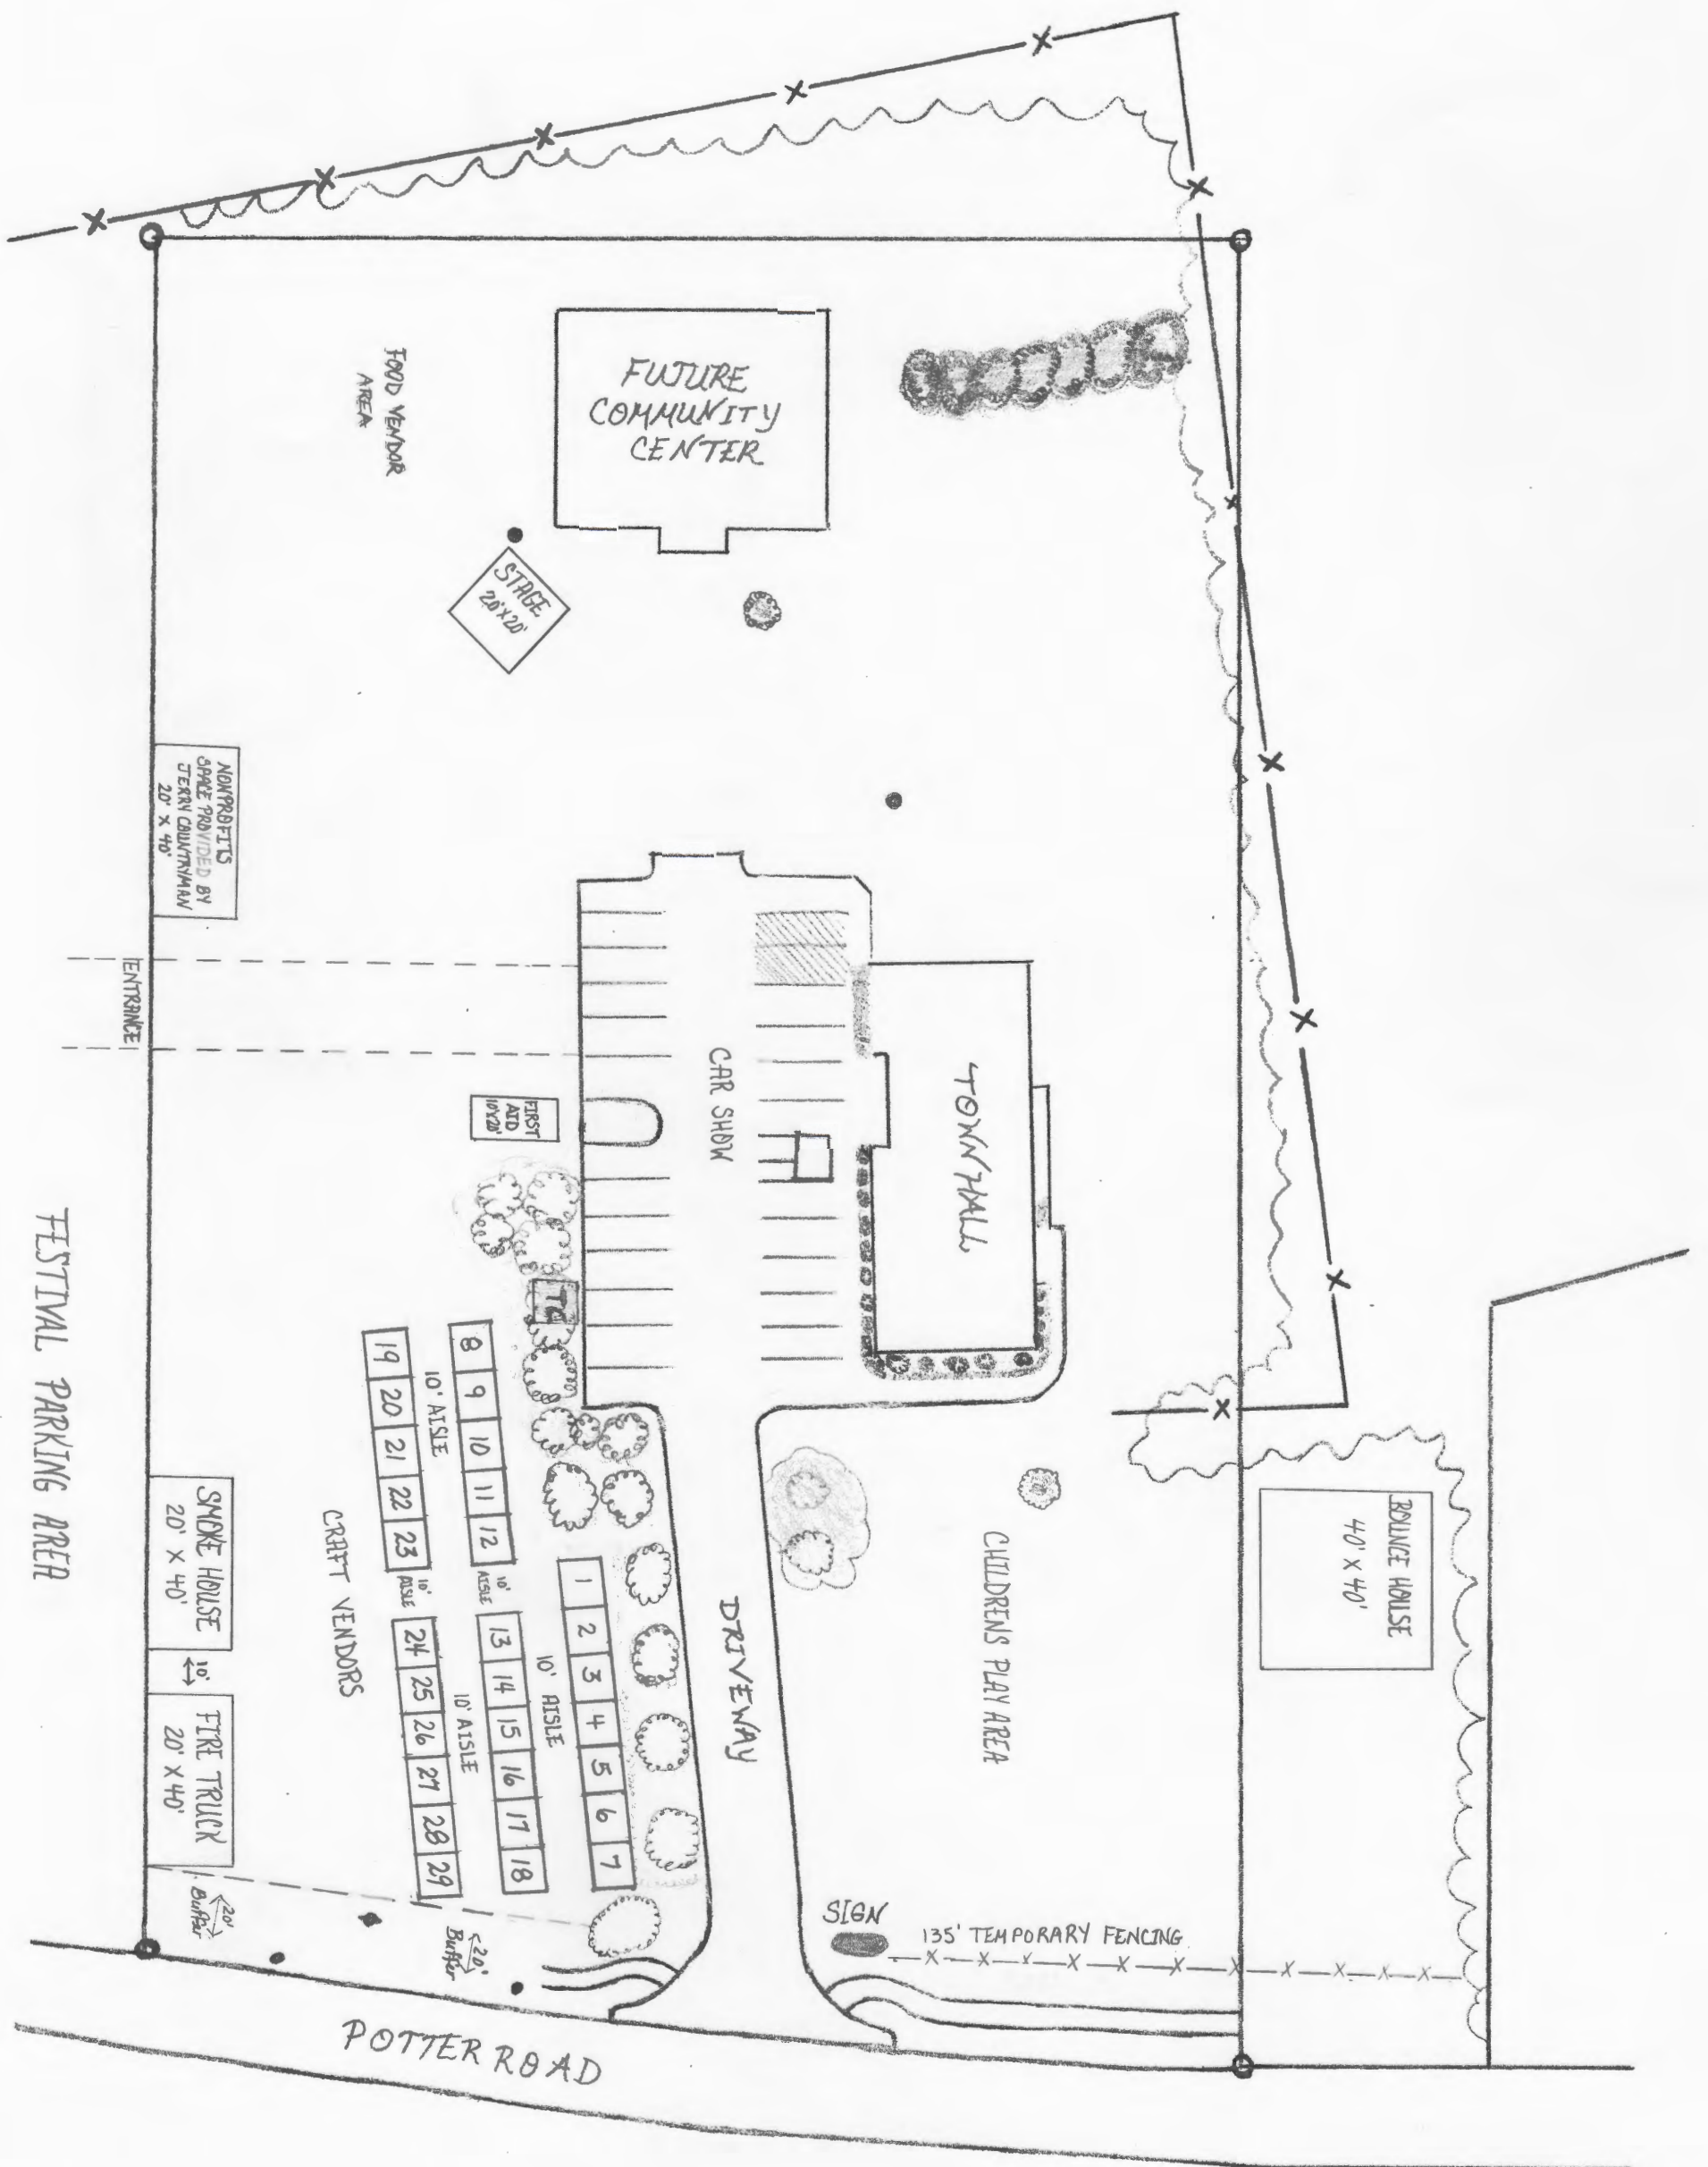 FUTURE
COMMUNITY
CENTER
FOOD VENDOR
AREA
STAGE
20'X20'
NONPROFITS
SPACE PROVIDED BY
JERRY COUNTRYMAN
20' X 40'
ENTRANCE
CAR SHOW
TOWN HALL
FIRST
AID
10'X20'
TC
FESTIVAL PARKING AREA
8 9 10 11 12
10' AISLE
19 20 21 22 23
10'
AISLE
10'
AISLE
1 2 3 4 5 6 7
10' AISLE
13 14 15 16 17 18
10' AISLE
24 25 26 27 28 29
CRAFT VENDORS
SMOKE HOUSE
20' X 40'
10'
FIRE TRUCK
20' X 40'
20'
Buffer
20'
Buffer
DRIVEWAY
CHILDRENS PLAY AREA
BOUNCE HOUSE
40' X 40'
SIGN
135' TEMPORARY FENCING
POTTER ROAD